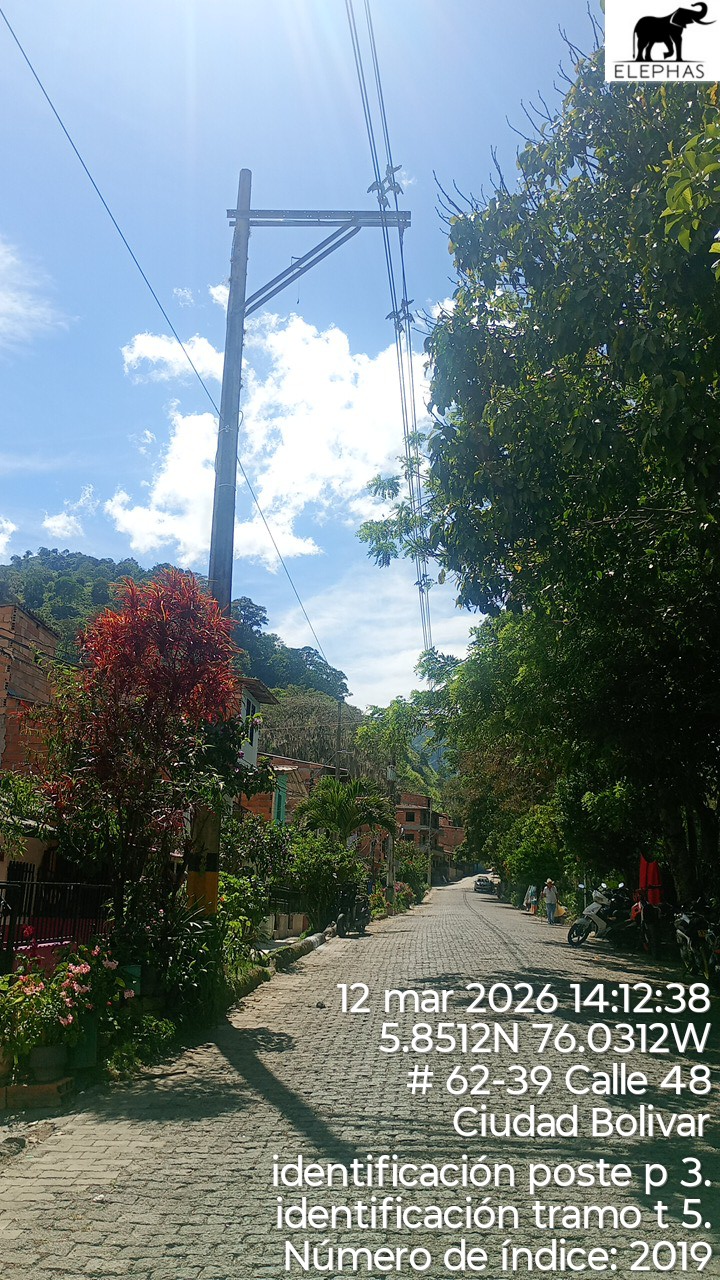 ELEPHAS
12 mar 2026 14:12:38
5.8512N 76.0312W
# 62-39 Calle 48
Ciudad Bolivar
identificación poste p 3.
identificación tramo t 5.
Número de índice: 2019